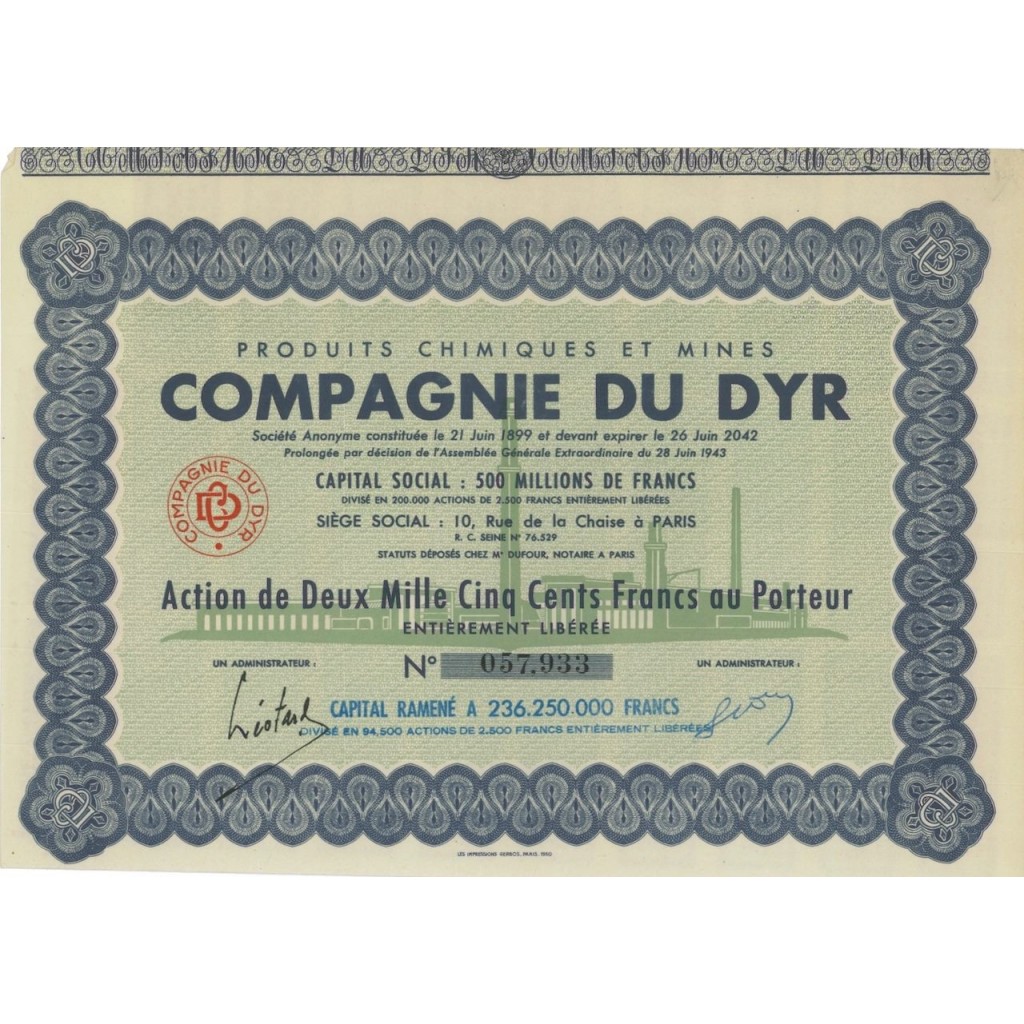 PRODUITS CHIMIQUES ET MINES
COMPAGNIE DU DYR
Société Anonyme constituée le 21 Juin 1899 et devant expirer le 26 Juin 2042
Prolongée par décision de l'Assemblée Générale Extraordinaire du 28 Juin 1943
COMPAGNIE DU DYR
CAPITAL SOCIAL : 500 MILLIONS DE FRANCS
DIVISÉ EN 200.000 ACTIONS DE 2.500 FRANCS ENTIÈREMENT LIBÉRÉES
SIÈGE SOCIAL : 10, Rue de la Chaise à PARIS
R. C. SEINE N° 76.529
STATUTS DÉPOSÉS CHEZ Me DUFOUR, NOTAIRE A PARIS
Action de Deux Mille Cinq Cents Francs au Porteur
ENTIÈREMENT LIBÉRÉE
UN ADMINISTRATEUR :
N° 057.933
UN ADMINISTRATEUR :
CAPITAL RAMENÉ A 236.250.000 FRANCS
DIVISÉ EN 94.500 ACTIONS DE 2.500 FRANCS ENTIÈREMENT LIBÉRÉES
LES IMPRESSIONS PARIS.